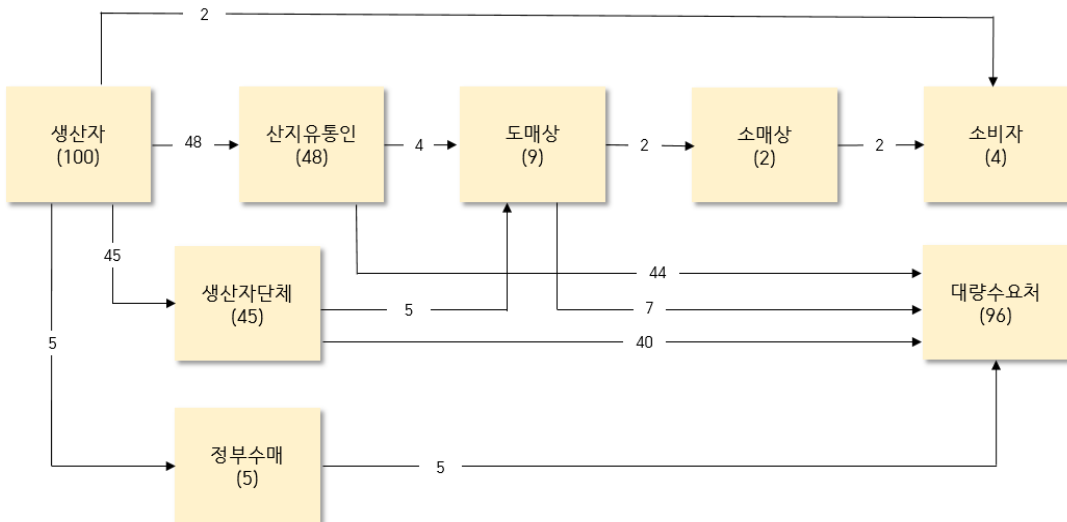 2
생산자
(100)
48
산지유통인
(48)
4
도매상
(9)
2
소매상
(2)
2
소비자
(4)
45
생산자단체
(45)
5
44
7
40
대량수요처
(96)
5
정부수매
(5)
5